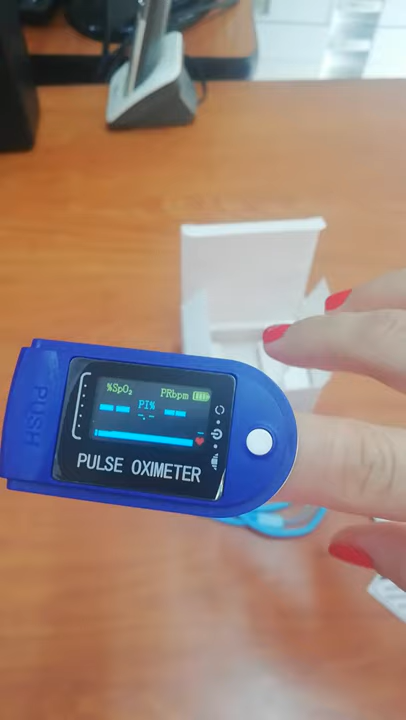 PUSH
%SpO₂
PRbpm
PI%
-- --
-.-
-- --
PULSE OXIMETER